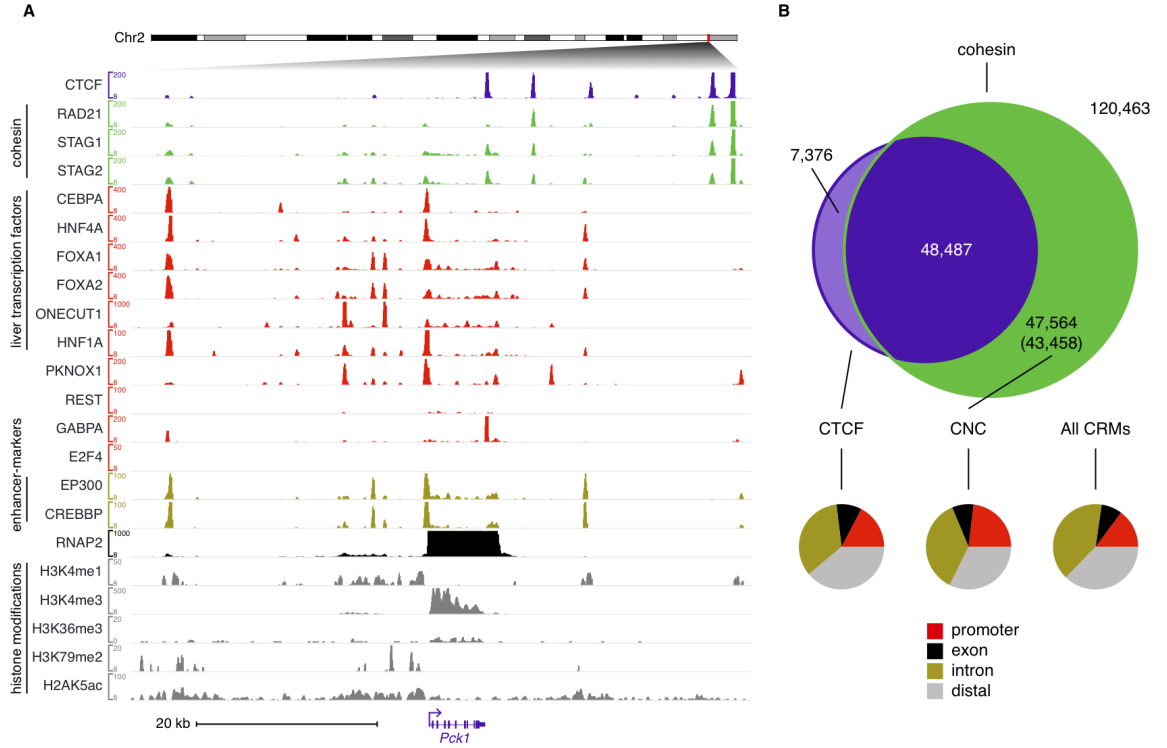 A
Chr2
CTCF
200
8
RAD21
200
8
STAG1
200
8
STAG2
200
8
cohesin
CEBPA
400
8
HNF4A
400
8
FOXA1
400
8
FOXA2
400
8
ONECUT1
1000
8
HNF1A
100
8
PKNOX1
200
8
REST
100
8
GABPA
200
8
E2F4
50
8
liver transcription factors
EP300
100
8
CREBBP
100
8
enhancer-markers
RNAP2
1000
8
H3K4me1
50
8
H3K4me3
500
8
H3K36me3
20
H3K79me2
20
8
H2AK5ac
100
8
histone modifications
20 kb
Pck1
B
cohesin
120,463
7,376
48,487
47,564
(43,458)
CTCF
CNC
All CRMs
promoter
exon
intron
distal